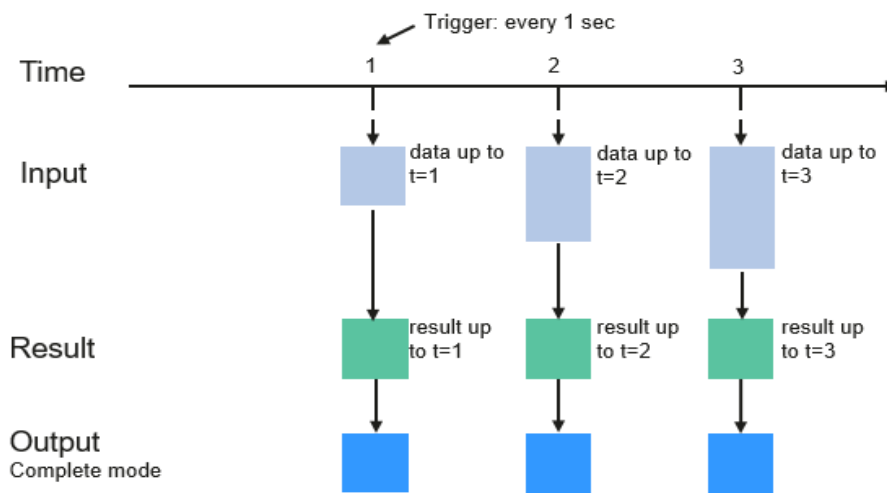 Trigger: every 1 sec
Time
1
2
3
Input
data up to
t=1
data up to
t=2
data up to
t=3
Result
result up
to t=1
result up
to t=2
result up
to t=3
Output
Complete mode